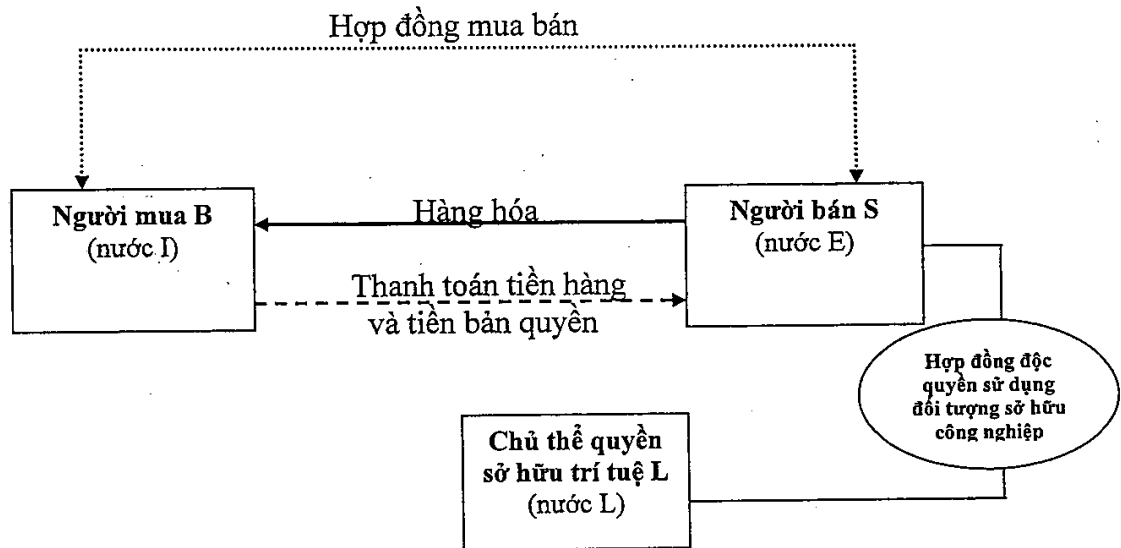 Hợp đồng mua bán
Người mua B
(nước I)
Hàng hóa
Người bán S
(nước E)
Thanh toán tiền hàng
và tiền bản quyền
Hợp đồng độc
quyền sử dụng
đối tượng sở hữu
công nghiệp
Chủ thể quyền
sở hữu trí tuệ L
(nước L)